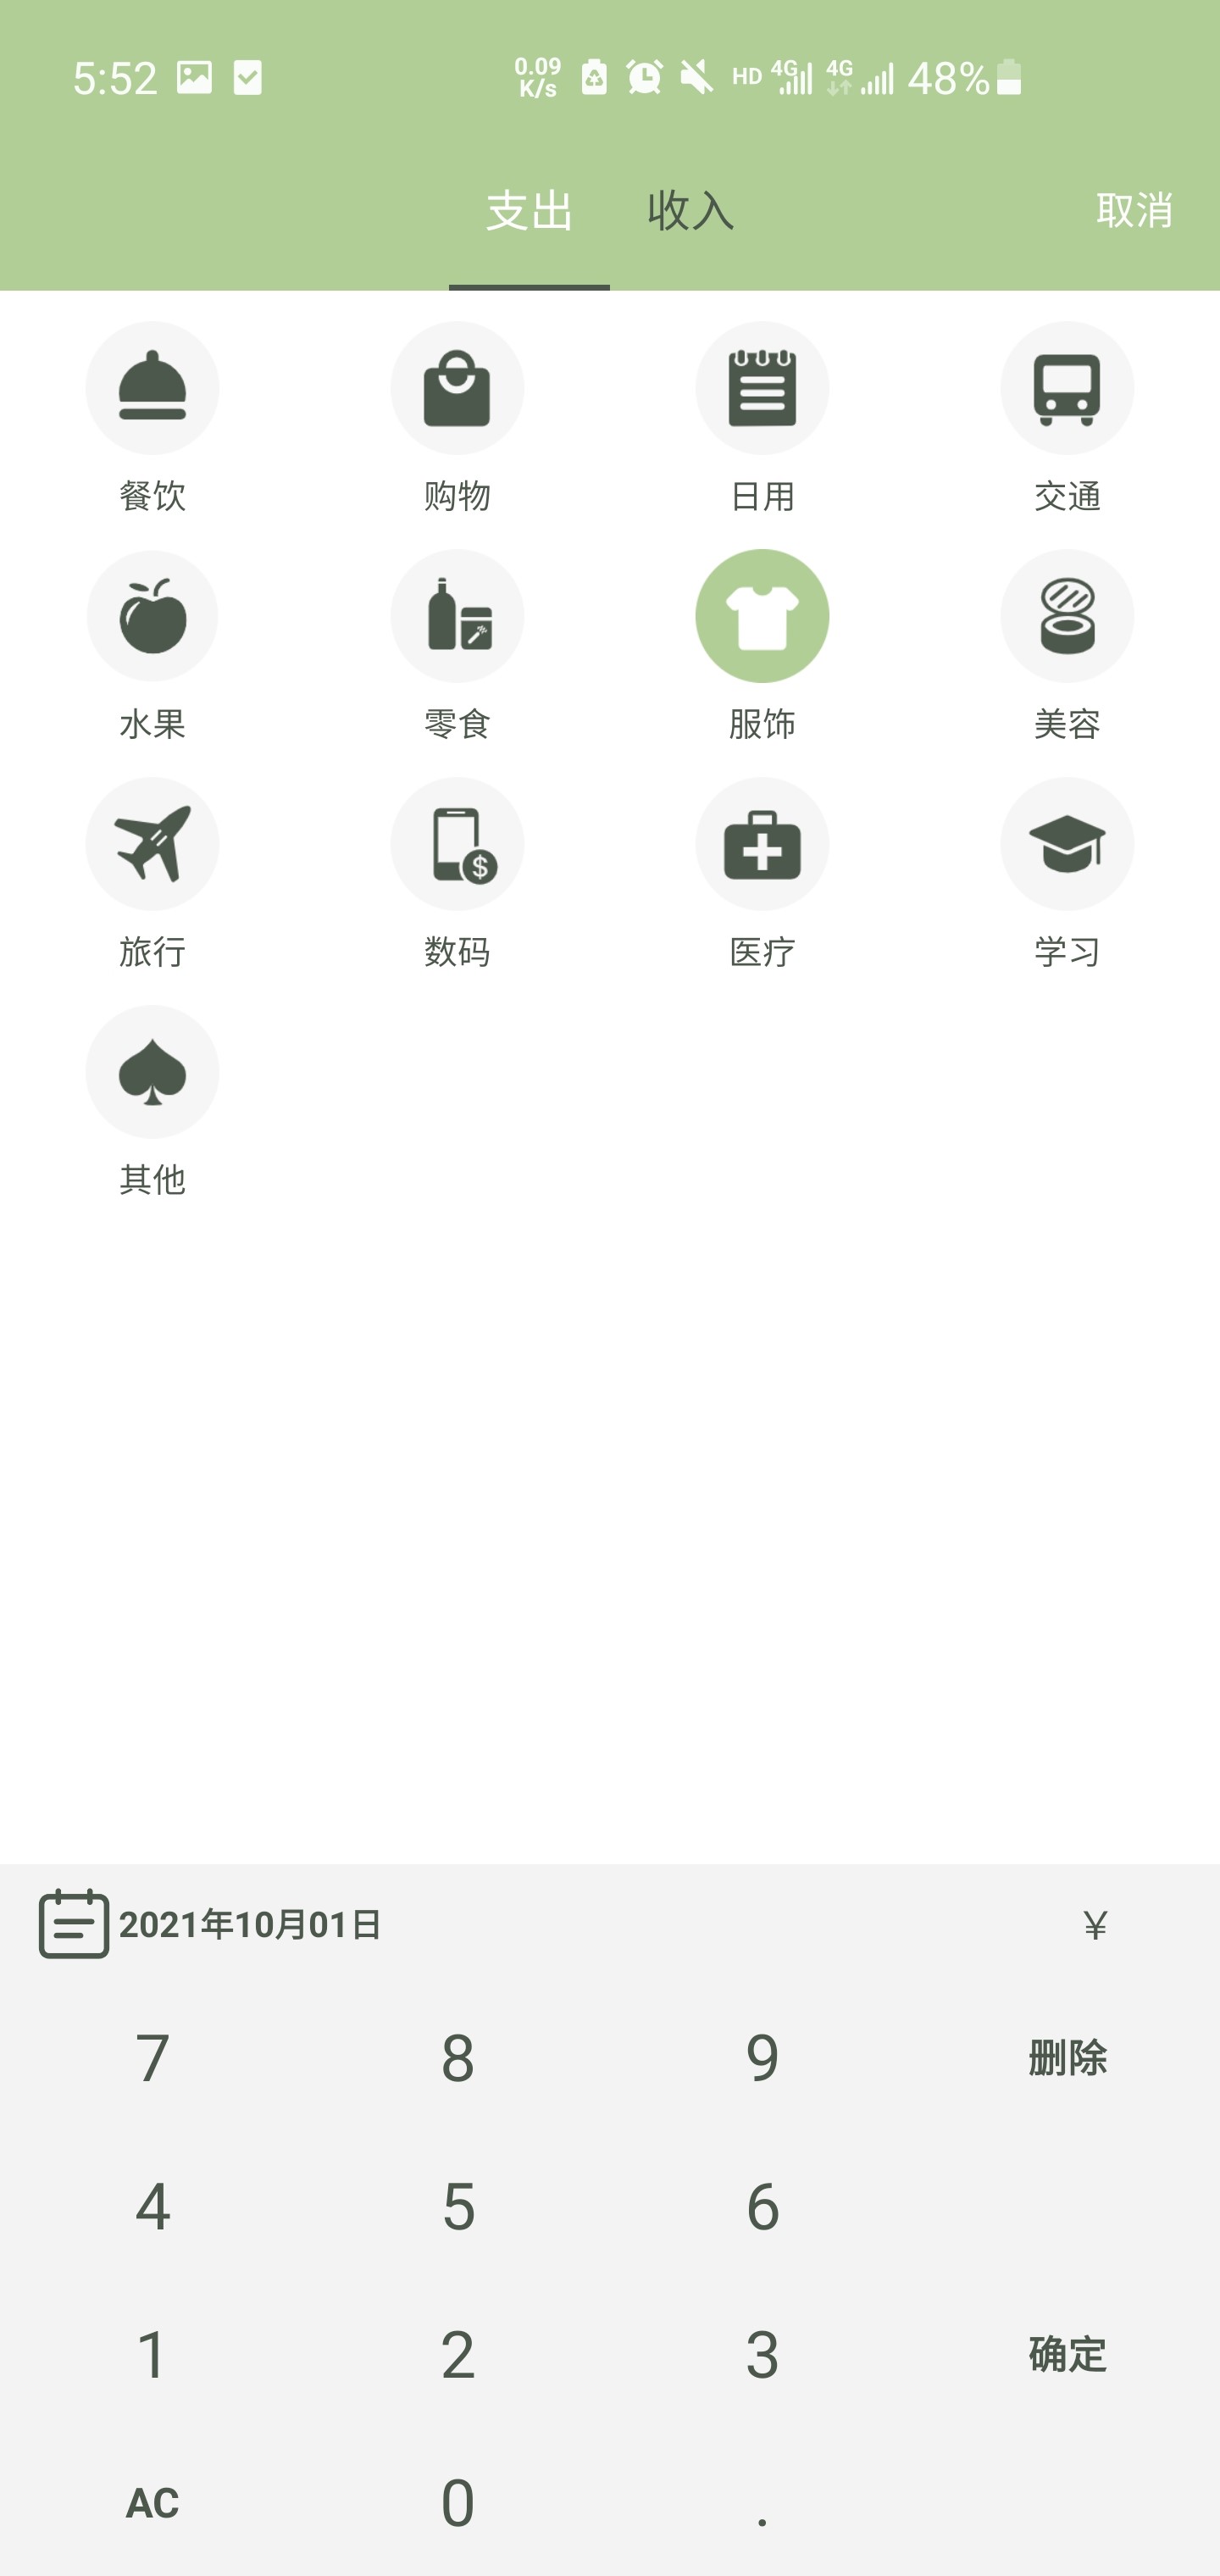 5:52 0.09 K/s HD 4G 4G 48%
支出 收入 取消
餐饮 购物 日用 交通
水果 零食 服饰 美容
$
旅行 数码 医疗 学习
其他
2021年10月01日 ¥
7 8 9 删除
4 5 6
1 2 3 确定
AC 0 .